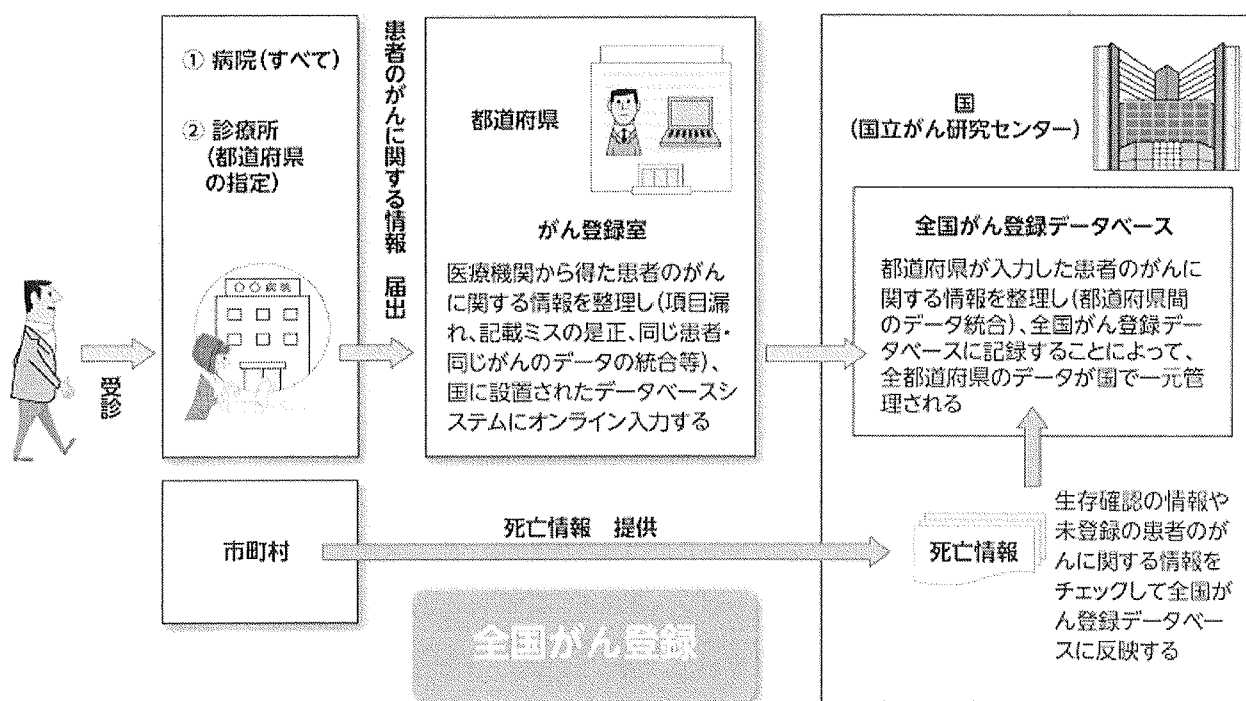 ① 病院(すべて)
② 診療所
(都道府県
の指定)
○○病院
受診
患者のがんに関する情報 届出
都道府県
がん登録室
医療機関から得た患者のがん
に関する情報を整理し(項目漏
れ、記載ミスの是正、同じ患者・
同じがんのデータの統合等)、
国に設置されたデータベースシ
ステムにオンライン入力する
国
(国立がん研究センター)
全国がん登録データベース
都道府県が入力した患者のがんに
関する情報を整理し(都道府県間
のデータ統合)、全国がん登録デー
タベースに記録することによって、
全都道府県のデータが国で一元管
理される
市町村
死亡情報 提供
死亡情報
生存確認の情報や
未登録の患者のが
んに関する情報を
チェックして全国が
ん登録データベー
スに反映する
全国がん登録